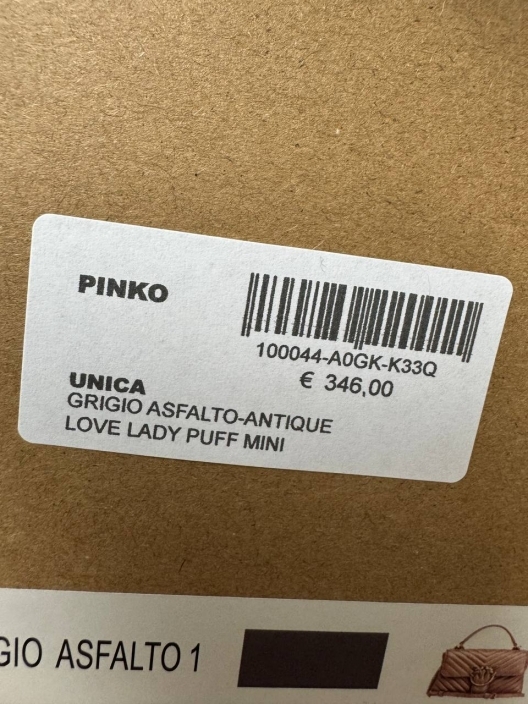 PINKO
100044-A0GK-K33Q
€ 346,00
UNICA
GRIGIO ASFALTO-ANTIQUE
LOVE LADY PUFF MINI
GIO ASFALTO 1